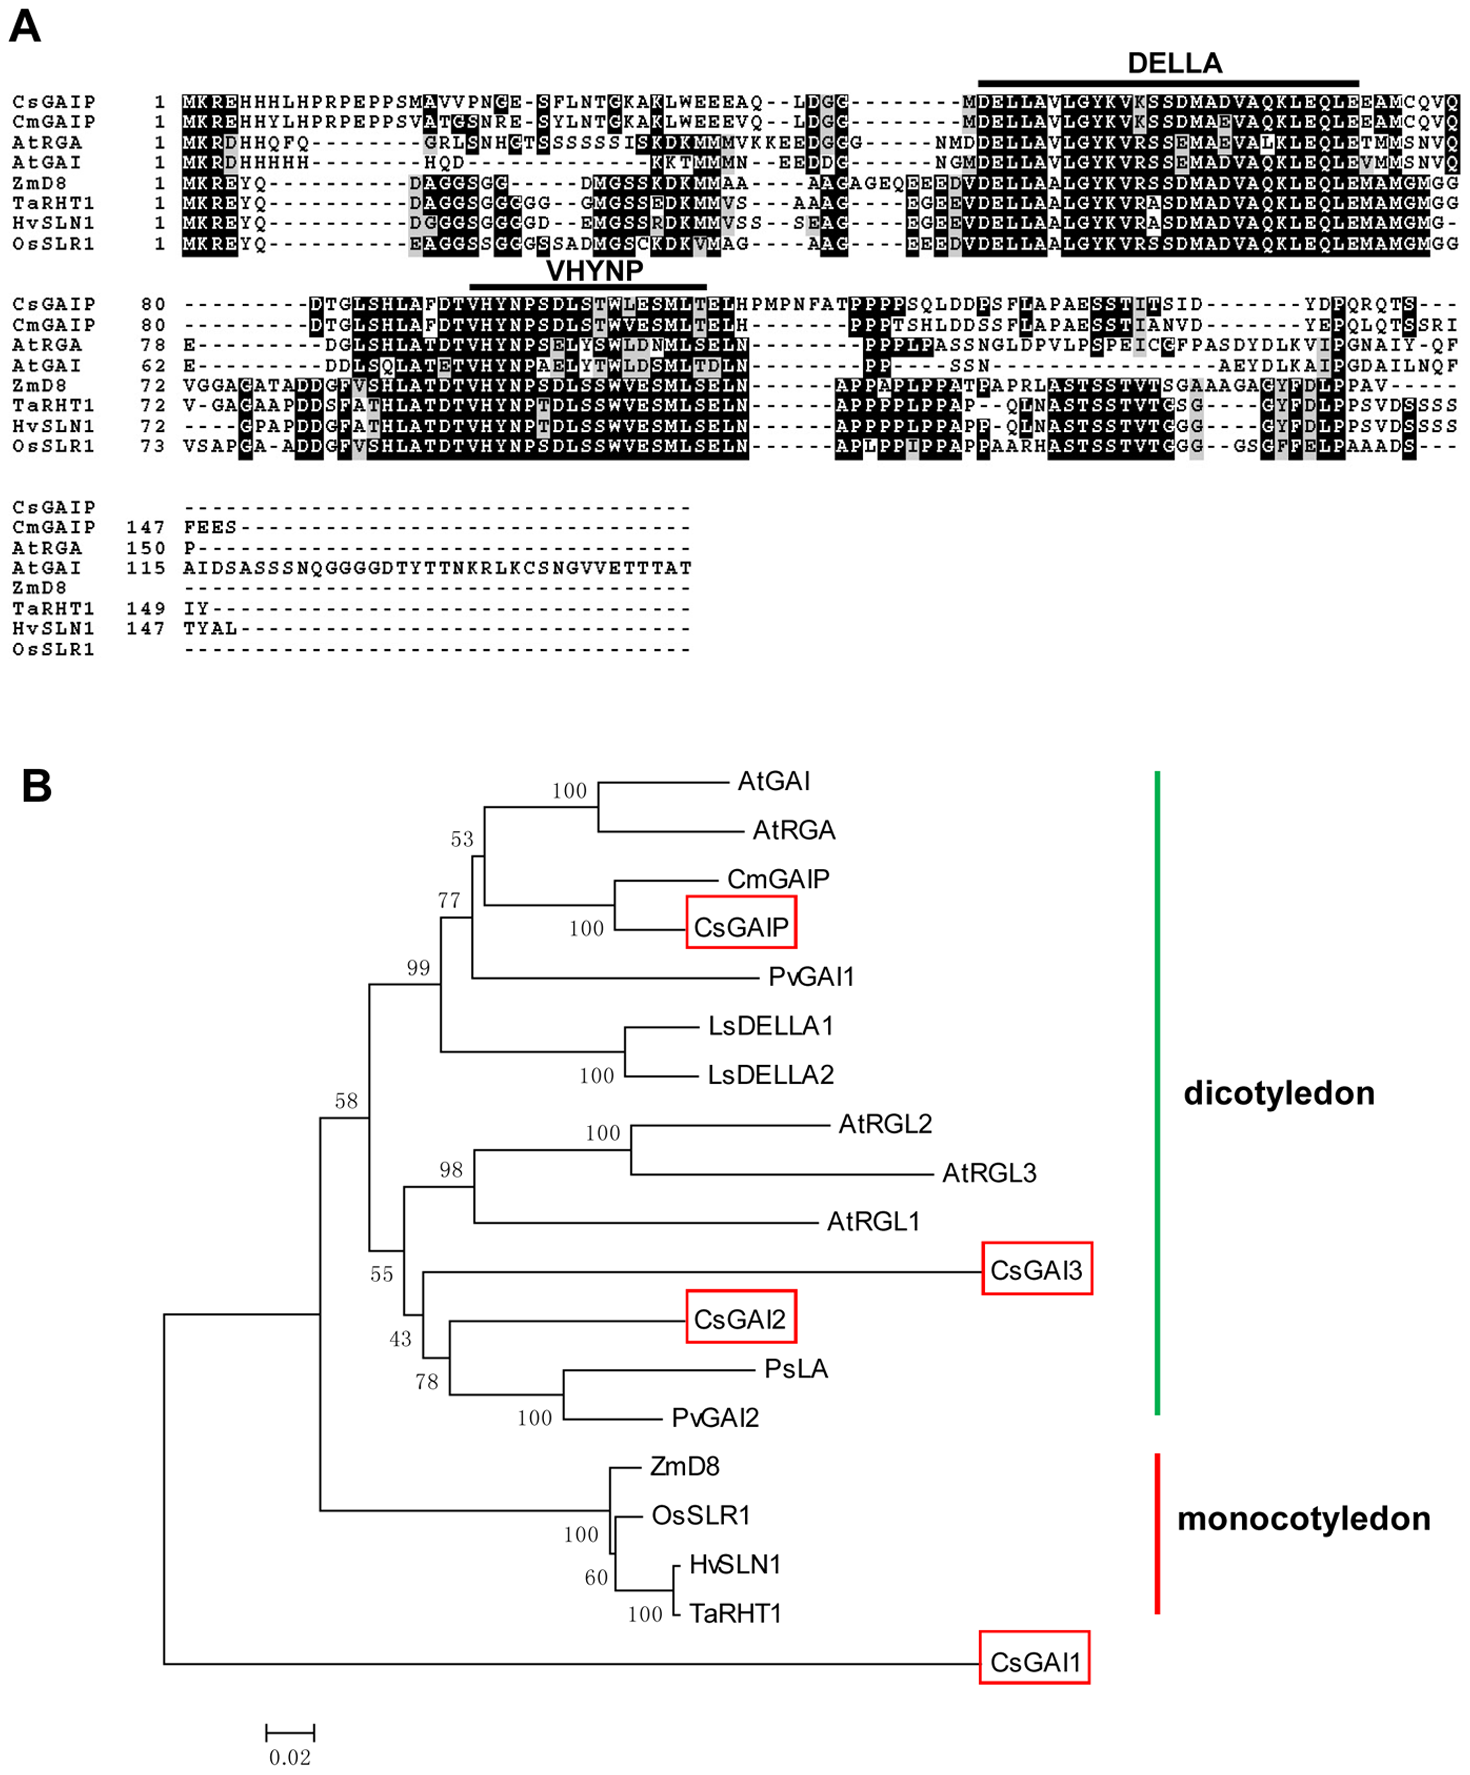 A
DELLA
CsGAIP 1 MKREHHHLHPRPEPPSMAVVPNGE-SFLNTGKAKLWEEEAQ--LDGG--------MDELLAVLGYKVKSSDMADVAQKLEQLEEAMCQVQ
CmGAIP 1 MKREHHYLHPRPEPPSVATGSNRE-SYLNTGKAKLWEEEVQ--LDGG--------MDELLAVLGYKVKSSDMAEVAQKLEQLEEAMCQVQ
AtRGA 1 MKRDHHQFQ--------GRLSNHGTSSSSSSISKDKMMMVKKEEDGGG-----NMDDELLAVLGYKVRSSEMAEVALKLEQLETMMSNVQ
AtGAI 1 MKRDHHHHH--------HQD-------------KKTMMMN--EEDDG------NGMDELLAVLGYKVRSSEMADVAQKLEQLEVMMSNVQ
ZmD8 1 MKREYQ----------DAGGSGG-----DMGSSKDKMMAA----AAGAGEQEEEDVDELLAALGYKVRSSDMADVAQKLEQLEMAMGMGG
TaRHT1 1 MKREYQ----------DAGGSGGGGG--GMGSSEDKMMVS---AAAG----EGEEVDELLAALGYKVRASDMADVAQKLEQLEMAMGMGG
HvSLN1 1 MKREYQ----------DGGGSGGGGD--EMGSSRDKMMVSS--SEAG----EGEEVDELLAALGYKVRASDMADVAQKLEQLEMAMGMG-
OsSLR1 1 MKREYQ----------EAGGSSGGGSSADMGSCKDKVMAG----AAG----EEEDVDELLAALGYKVRSSDMADVAQKLEQLEMAMGMGG
VHYNP
CsGAIP 80 ---------DTGLSHLAFDTVHYNPSDLSTWLESMLTELHPMPNFATPPPPSQLDDPSFLAPAESSTITSID-------YDPQRQTS---
CmGAIP 80 ---------DTGLSHLAFDTVHYNPSDLSTWVESMLTELH-------PPPTSHLDDSSFLAPAESSTIANVD-------YEPQLQTSSRI
AtRGA 78 E---------DGLSHLATDTVHYNPSELYSWLDNMLSELN--------PPPLPASSNGLDPVLPSPEICGFPASDYDLKVIPGNAIY-QF
AtGAI 62 E---------DDLSQLATETVHYNPAELYTWLDSMLTDLN--------PP----SSN----------------AEYDLKAIPGDAILNQF
ZmD8 72 VGGAGATADDGFVSHLATDTVHYNPSDLSSWVESMLSELN------APPAPLPPATPAPRLASTSSTVTSGAAAGAGYFDLPPAV-----
TaRHT1 72 V-GAGAAPDDSFATHLATDTVHYNPTDLSSWVESMLSELN------APPPPLPPAP--QLNASTSSTVTGSG----GYFDLPPSVDSSSS
HvSLN1 72 ----GPAPDDGFATHLATDTVHYNPTDLSSWVESMLSELN------APPPPLPPAPP-QLNASTSSTVTGGG----GYFDLPPSVDSSSS
OsSLR1 73 VSAPGA-ADDGFVSHLATDTVHYNPSDLSSWVESMLSELN------APLPPIPPAPPAARHASTSSTVTGGG--GSGFFELPAAADS---
CsGAIP ------------------------------------
CmGAIP 147 FEES--------------------------------
AtRGA 150 P-----------------------------------
AtGAI 115 AIDSASSSNQGGGGDTYTTNKRLKCSNGVVETTTAT
ZmD8 ------------------------------------
TaRHT1 149 IY----------------------------------
HvSLN1 147 TYAL--------------------------------
OsSLR1 ------------------------------------
B
AtGAI
100
AtRGA
53
CmGAIP
77
CsGAIP
100
99
PvGAI1
LsDELLA1
100
LsDELLA2
58
dicotyledon
AtRGL2
100
98
AtRGL3
AtRGL1
55
CsGAI3
CsGAI2
43
78
PsLA
100
PvGAI2
ZmD8
OsSLR1
monocotyledon
100
HvSLN1
60
100
TaRHT1
CsGAI1
0.02